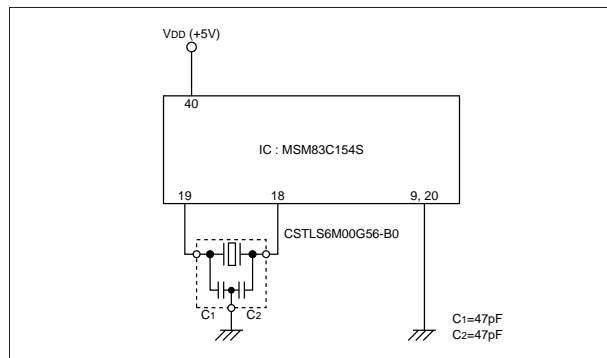 VDD (+5V)
40
IC : MSM83C154S
19 18 9, 20
CSTLS6M00G56-B0
C1 C2
C1=47pF
C2=47pF